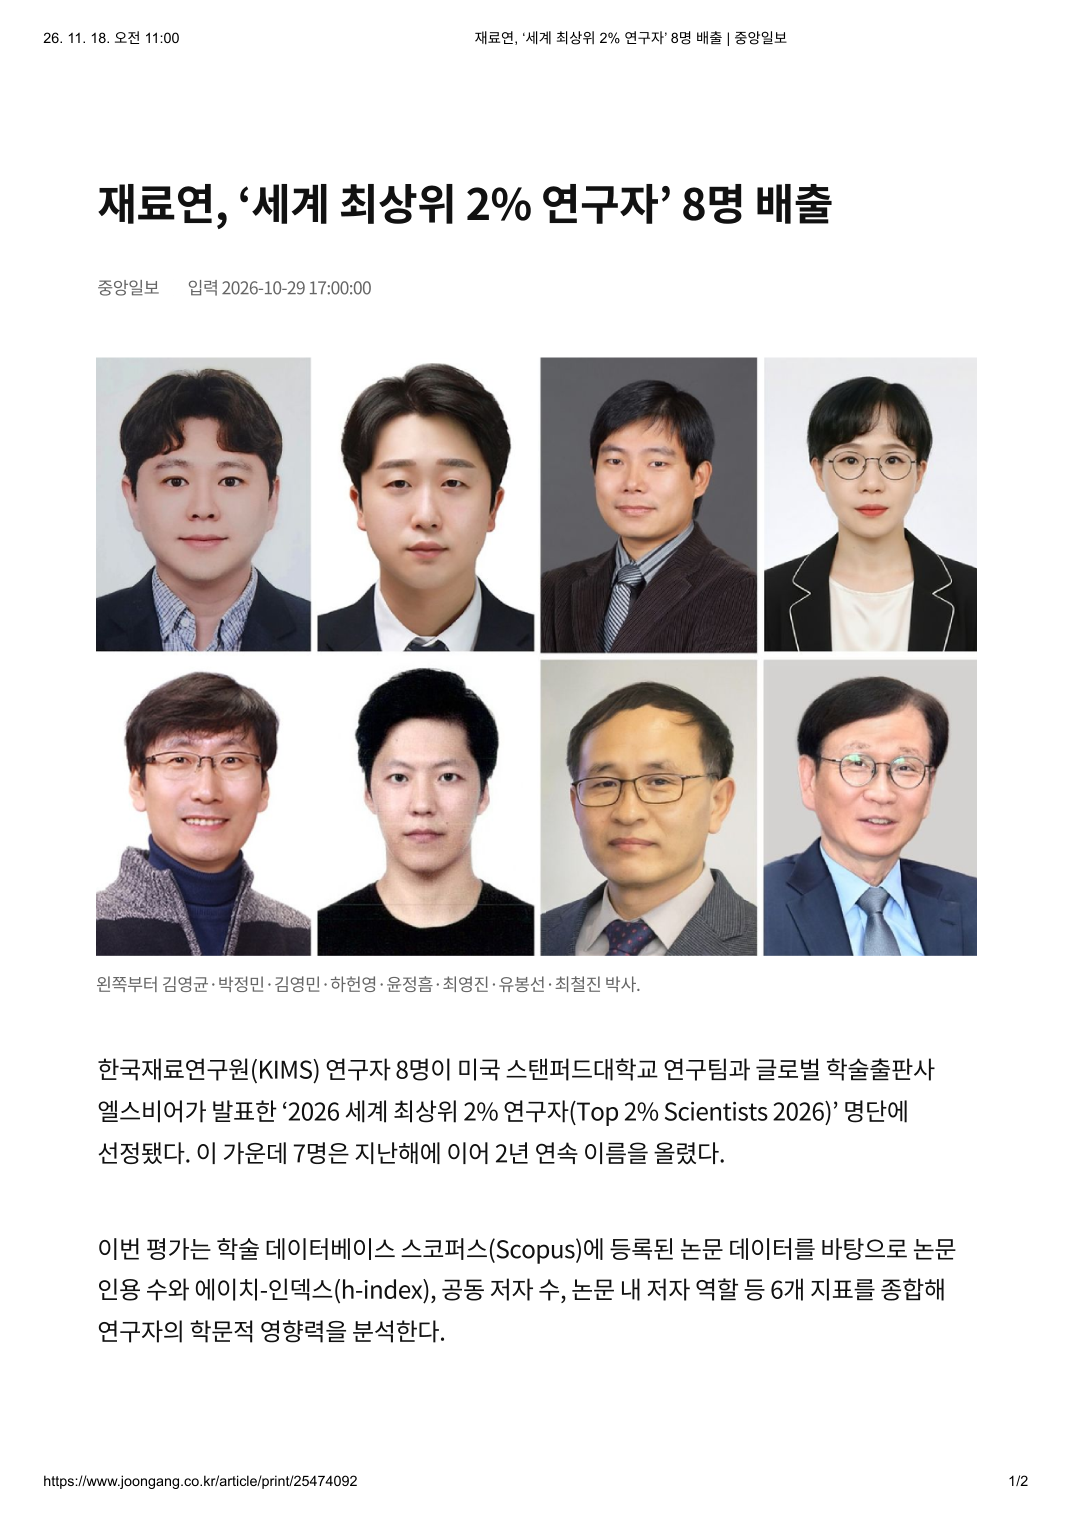 26. 11. 18. 오전 11:00
재료연, ‘세계 최상위 2% 연구자’ 8명 배출 | 중앙일보
재료연, ‘세계 최상위 2% 연구자’ 8명 배출
중앙일보 입력 2026-10-29 17:00:00
왼쪽부터 김영균·박정민·김영민·하헌영·윤정흠·최영진·유봉선·최철진 박사.
한국재료연구원(KIMS) 연구자 8명이 미국 스탠퍼드대학교 연구팀과 글로벌 학술출판사
엘스비어가 발표한 ‘2026 세계 최상위 2% 연구자(Top 2% Scientists 2026)’ 명단에
선정됐다. 이 가운데 7명은 지난해에 이어 2년 연속 이름을 올렸다.
이번 평가는 학술 데이터베이스 스코퍼스(Scopus)에 등록된 논문 데이터를 바탕으로 논문
인용 수와 에이치-인덱스(h-index), 공동 저자 수, 논문 내 저자 역할 등 6개 지표를 종합해
연구자의 학문적 영향력을 분석한다.
https://www.joongang.co.kr/article/print/25474092
1/2